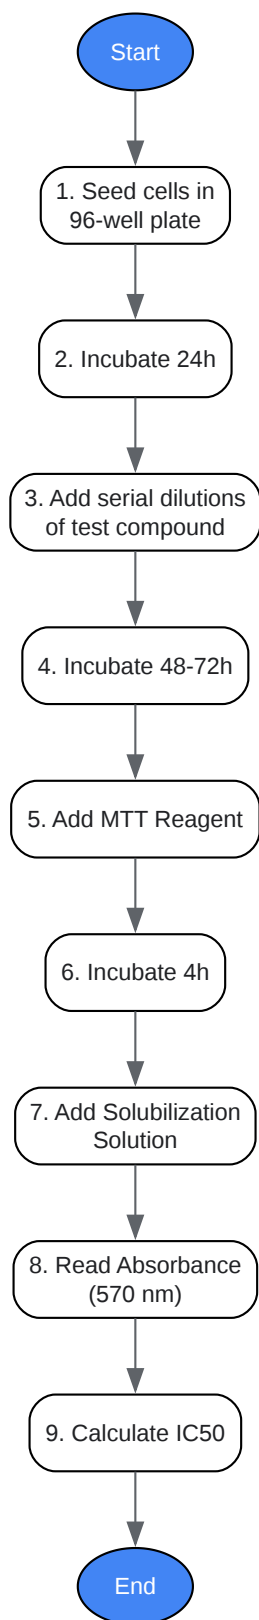 Start
1. Seed cells in
96-well plate
2. Incubate 24h
3. Add serial dilutions
of test compound
4. Incubate 48-72h
5. Add MTT Reagent
6. Incubate 4h
7. Add Solubilization
Solution
8. Read Absorbance
(570 nm)
9. Calculate IC50
End